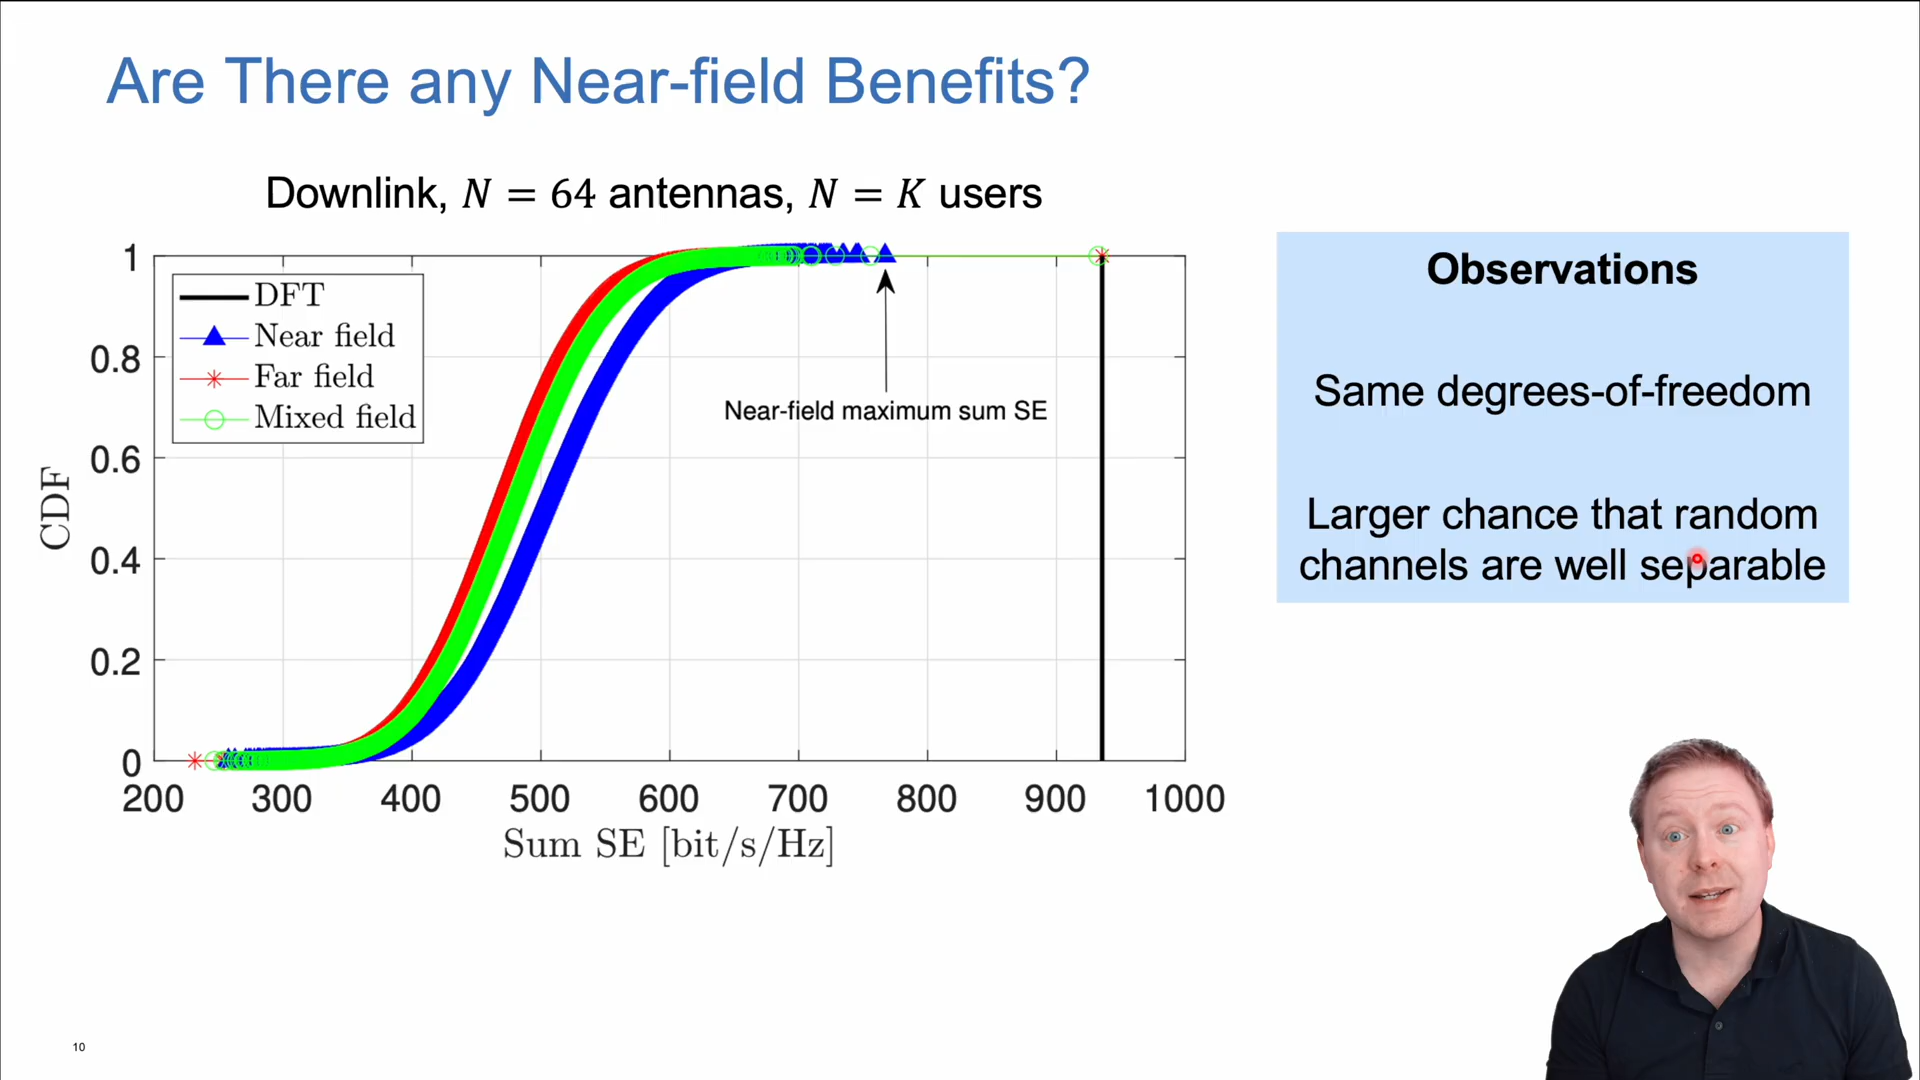 Are There any Near-field Benefits?
Downlink, N = 64 antennas, N = K users
DFT
Near field
Far field
Mixed field
Near-field maximum sum SE
CDF
1
0.8
0.6
0.4
0.2
0
200 300 400 500 600 700 800 900 1000
Sum SE [bit/s/Hz]
Observations
Same degrees-of-freedom
Larger chance that random
channels are well separable
10